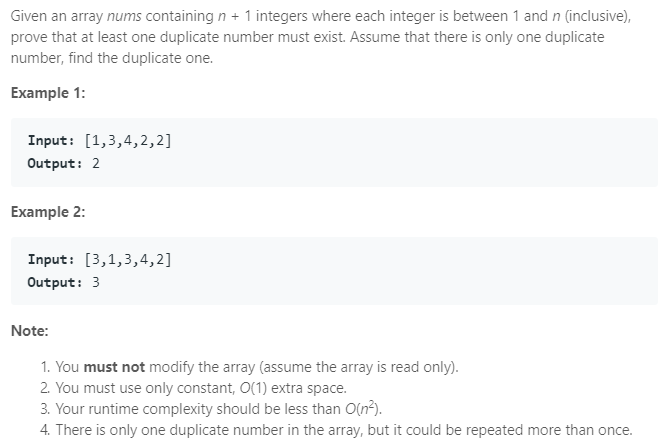 Given an array nums containing n + 1 integers where each integer is between 1 and n (inclusive),
prove that at least one duplicate number must exist. Assume that there is only one duplicate
number, find the duplicate one.
Example 1:
Input: [1,3,4,2,2]
Output: 2
Example 2:
Input: [3,1,3,4,2]
Output: 3
Note:
1. You must not modify the array (assume the array is read only).
2. You must use only constant, O(1) extra space.
3. Your runtime complexity should be less than O(n²).
4. There is only one duplicate number in the array, but it could be repeated more than once.